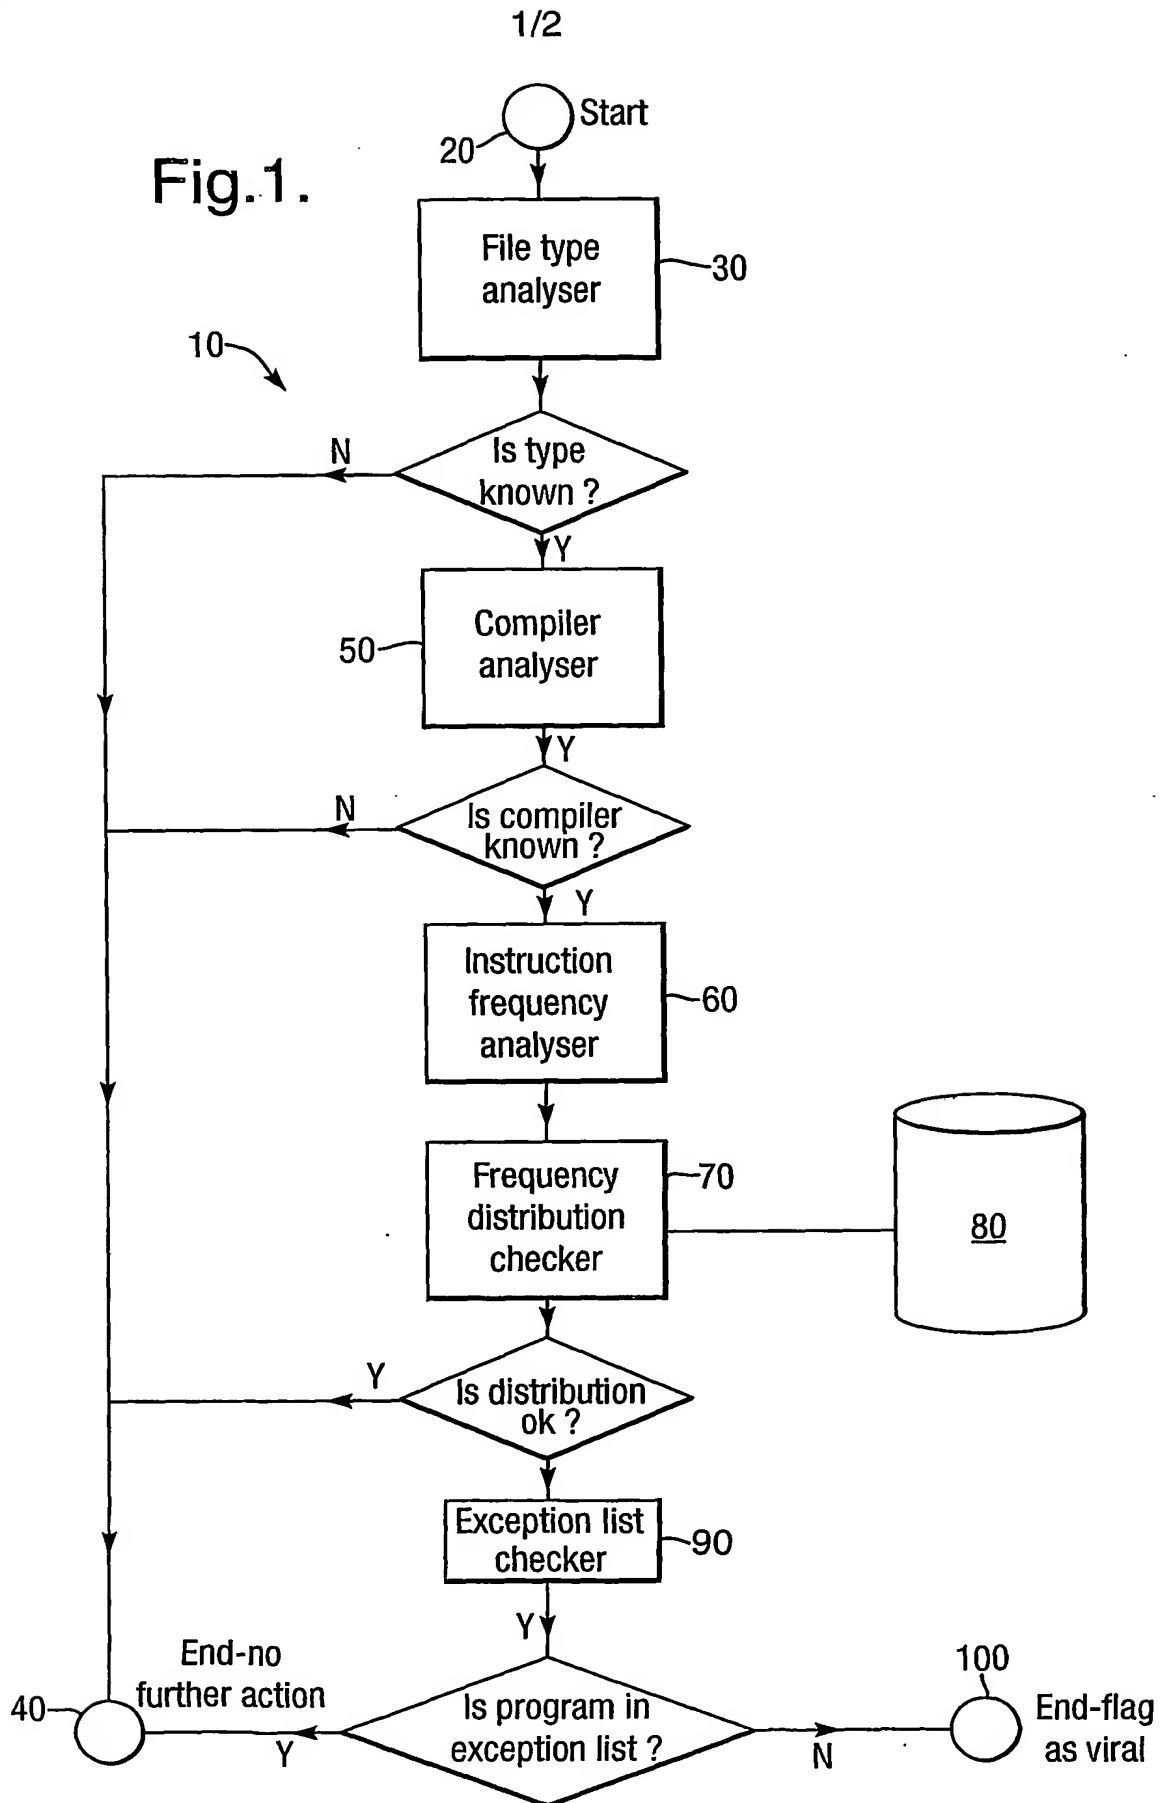 1/2
Start
20
Fig.1.
File type
analyser
30
10
Is type
known ?
N
Y
Compiler
analyser
50
Y
Is compiler
known ?
N
Y
Instruction
frequency
analyser
60
Frequency
distribution
checker
70
80
Is distribution
ok ?
Y
Exception list
checker
90
Y
End-no
further action
40
Is program in
exception list ?
Y
N
100
End-flag
as viral